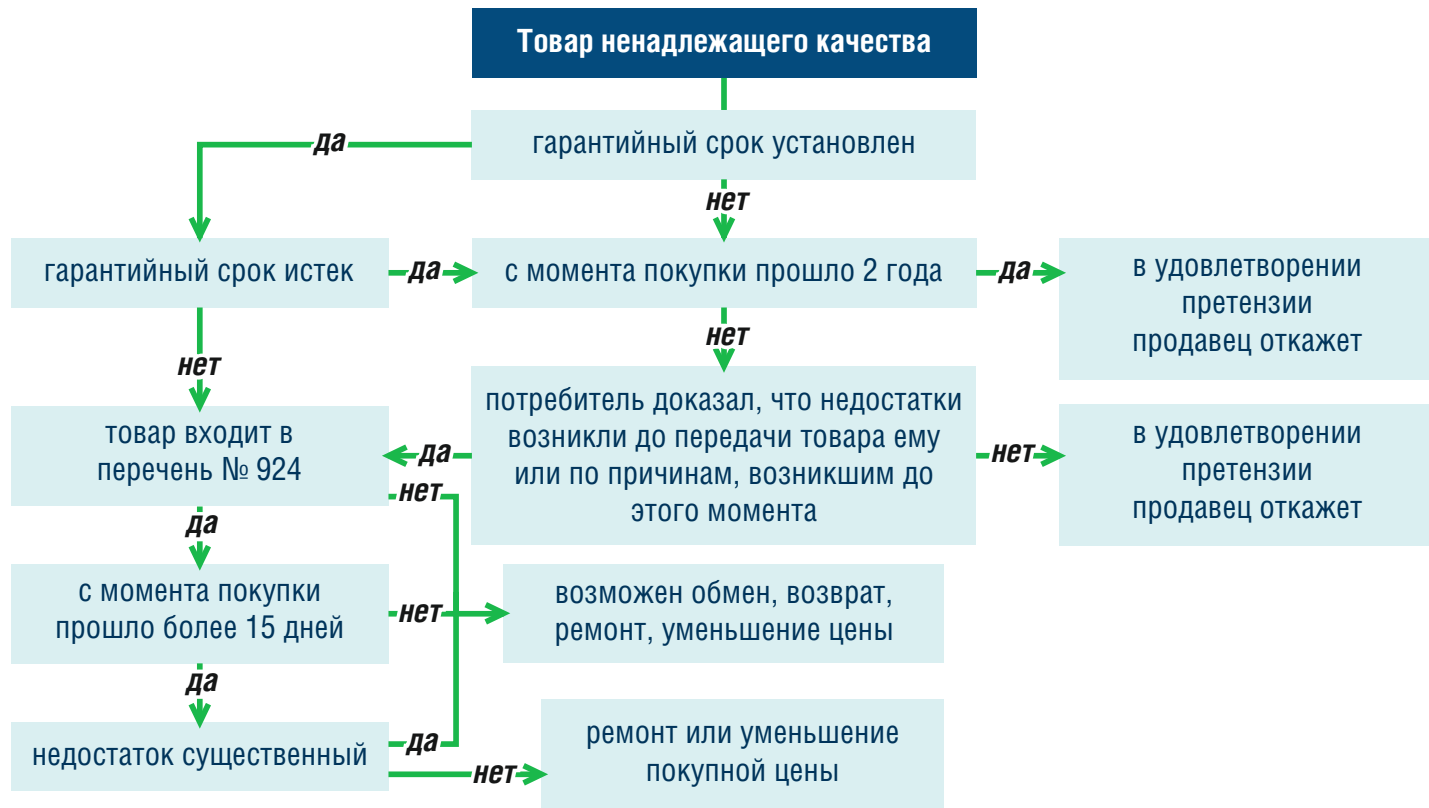 Товар ненадлежащего качества
да
гарантийный срок установлен
нет
гарантийный срок истек
да
с момента покупки прошло 2 года
да
в удовлетворении
претензии
продавец откажет
нет
нет
товар входит в
перечень № 924
да
потребитель доказал, что недостатки
возникли до передачи товара ему
или по причинам, возникшим до
этого момента
нет
в удовлетворении
претензии
продавец откажет
нет
да
с момента покупки
прошло более 15 дней
нет
возможен обмен, возврат,
ремонт, уменьшение цены
да
недостаток существенный
да
нет
ремонт или уменьшение
покупной цены